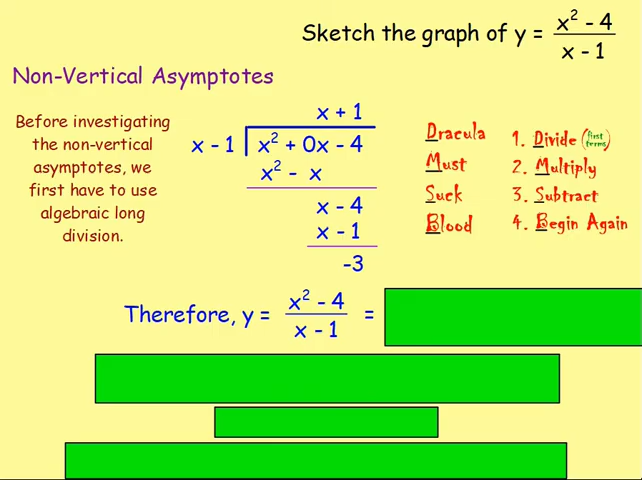 Sketch the graph of y = x² - 4 / x - 1
Non-Vertical Asymptotes
Before investigating
the non-vertical
asymptotes, we
first have to use
algebraic long
division.
x + 1
x - 1 x² + 0x - 4
x² - x
x - 4
x - 1
-3
Dracula
Must
Suck
Blood
1. Divide (first terms)
2. Multiply
3. Subtract
4. Begin Again
Therefore, y = x² - 4 / x - 1 =